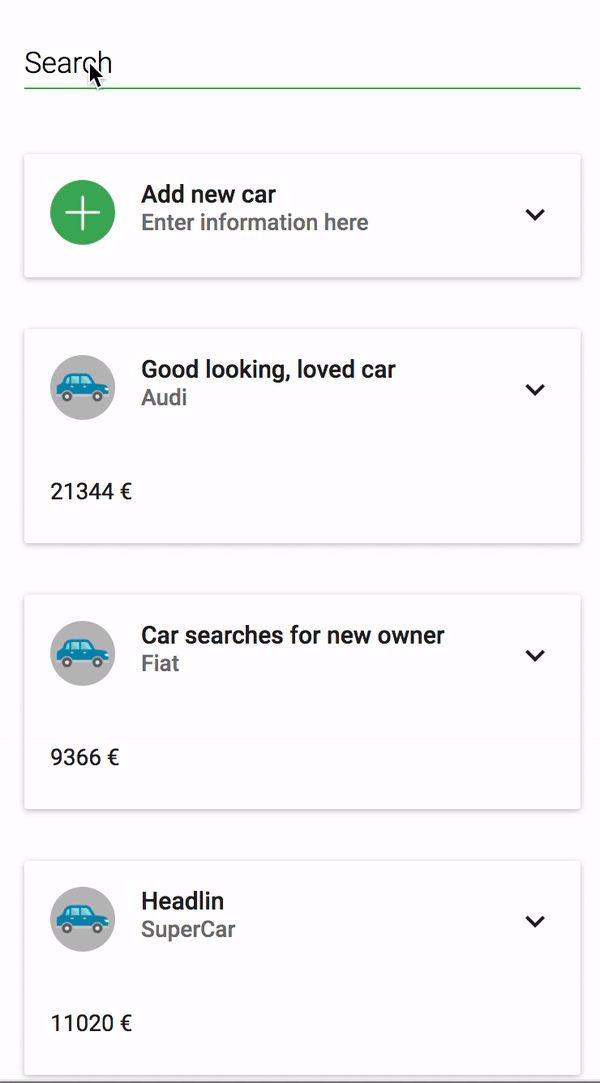 Search
Add new car
Enter information here
Good looking, loved car
Audi
21344 €
Car searches for new owner
Fiat
9366 €
Headlin
SuperCar
11020 €